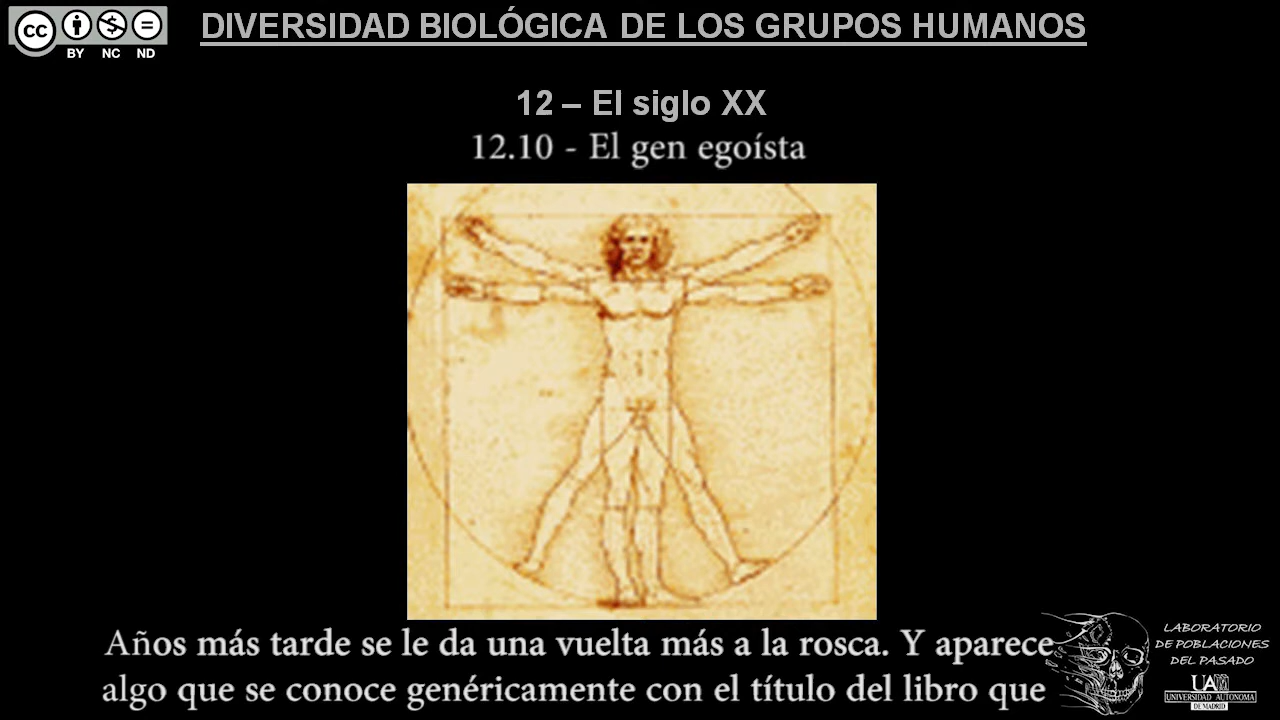 DIVERSIDAD BIOLÓGICA DE LOS GRUPOS HUMANOS
cc
BY NC ND
12 – El siglo XX
12.10 - El gen egoísta
Años más tarde se le da una vuelta más a la rosca. Y aparece
algo que se conoce genéricamente con el título del libro que
LABORATORIO
DE POBLACIONES
DEL PASADO
UAM
UNIVERSIDAD AUTONOMA
DE MADRID